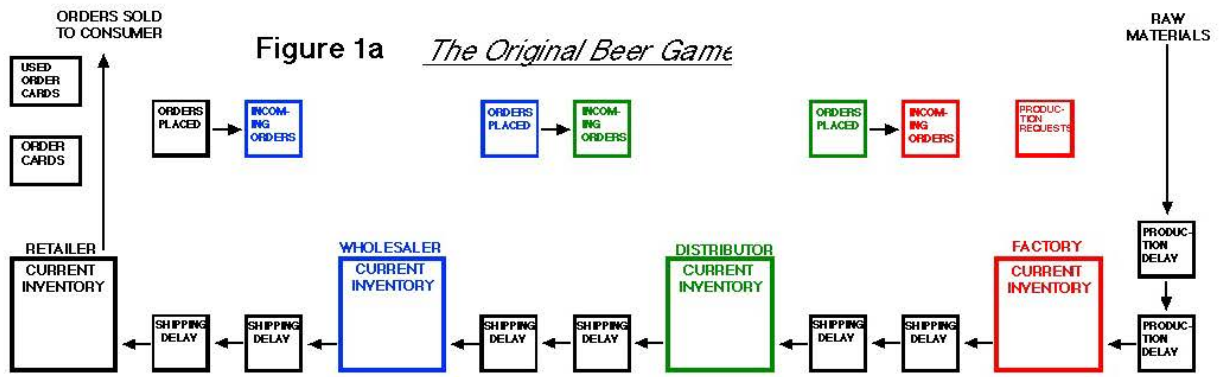 ORDERS SOLD
TO CONSUMER
Figure 1a The Original Beer Game
RAW
MATERIALS
USED
ORDER
CARDS
ORDER
CARDS
ORDERS
PLACED
INCOM-
ING
ORDERS
ORDERS
PLACED
INCOM-
ING
ORDERS
ORDERS
PLACED
INCOM-
ING
ORDERS
PRODUC-
TION
REQUESTS
RETAILER
CURRENT
INVENTORY
SHIPPING
DELAY
SHIPPING
DELAY
WHOLESALER
CURRENT
INVENTORY
SHIPPING
DELAY
SHIPPING
DELAY
DISTRIBUTOR
CURRENT
INVENTORY
SHIPPING
DELAY
SHIPPING
DELAY
FACTORY
CURRENT
INVENTORY
PRODUC-
TION
DELAY
PRODUC-
TION
DELAY